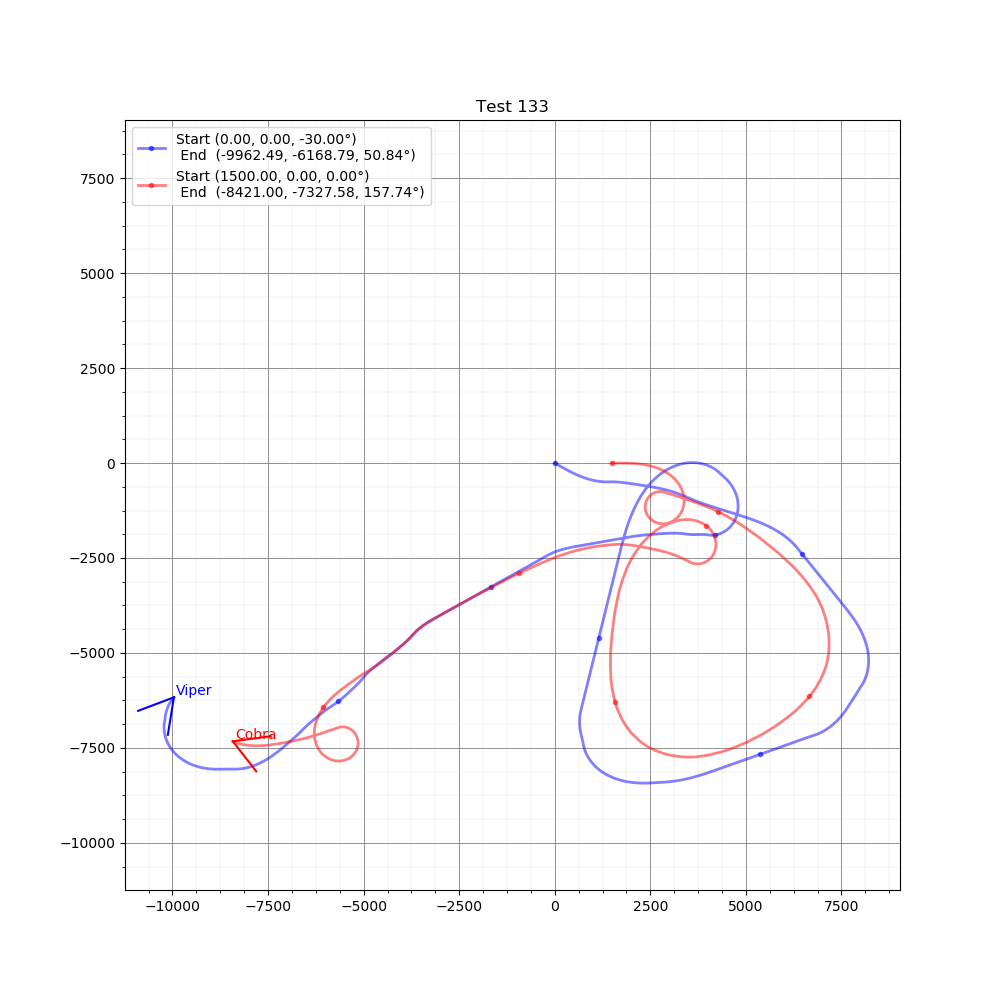 Test 133
Start (0.00, 0.00, -30.00°)
End  (-9962.49, -6168.79, 50.84°)
Start (1500.00, 0.00, 0.00°)
End  (-8421.00, -7327.58, 157.74°)
7500
5000
2500
0
−2500
−5000
−7500
−10000
Viper
Cobra
−10000 −7500 −5000 −2500 0 2500 5000 7500